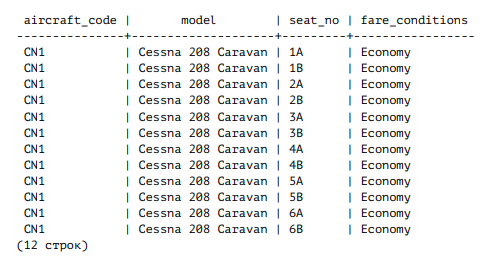 aircraft_code | model | seat_no | fare_conditions
---------------+---------------------+---------+-----------------
CN1 | Cessna 208 Caravan | 1A | Economy
CN1 | Cessna 208 Caravan | 1B | Economy
CN1 | Cessna 208 Caravan | 2A | Economy
CN1 | Cessna 208 Caravan | 2B | Economy
CN1 | Cessna 208 Caravan | 3A | Economy
CN1 | Cessna 208 Caravan | 3B | Economy
CN1 | Cessna 208 Caravan | 4A | Economy
CN1 | Cessna 208 Caravan | 4B | Economy
CN1 | Cessna 208 Caravan | 5A | Economy
CN1 | Cessna 208 Caravan | 5B | Economy
CN1 | Cessna 208 Caravan | 6A | Economy
CN1 | Cessna 208 Caravan | 6B | Economy
(12 строк)